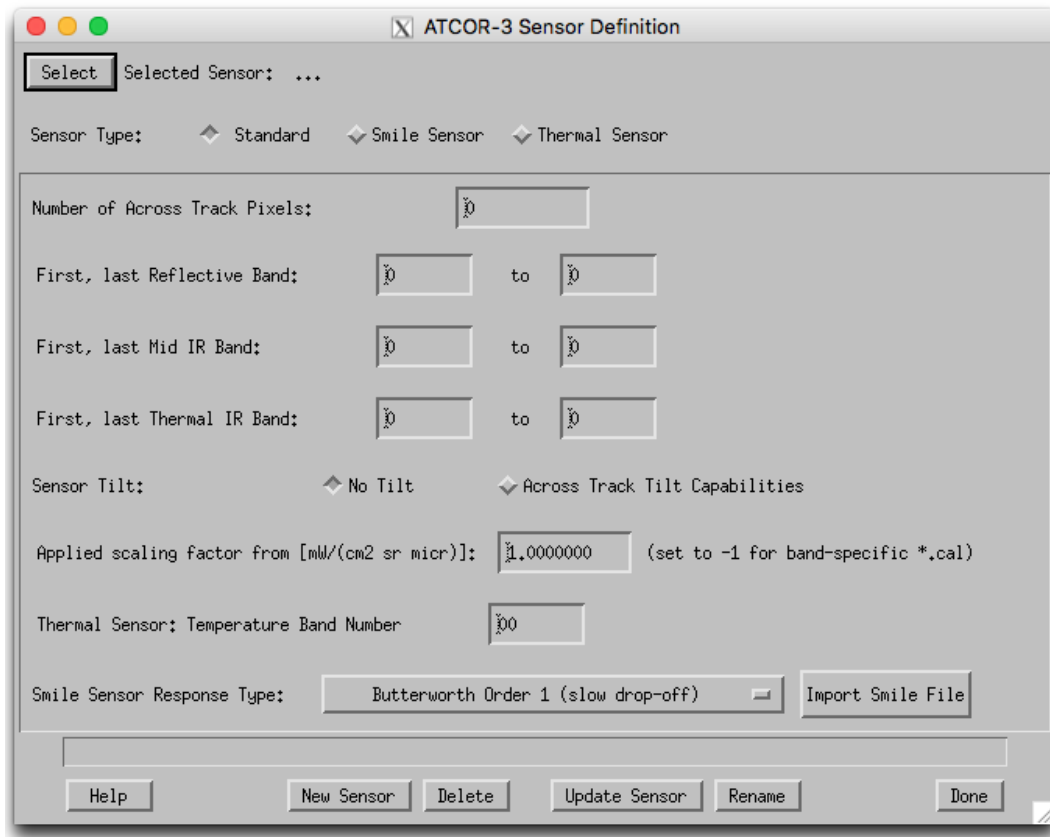 ATCOR-3 Sensor Definition
Select Selected Sensor: ...
Sensor Type: Standard Smile Sensor Thermal Sensor
Number of Across Track Pixels: 0
First, last Reflective Band: 0 to 0
First, last Mid IR Band: 0 to 0
First, last Thermal IR Band: 0 to 0
Sensor Tilt: No Tilt Across Track Tilt Capabilities
Applied scaling factor from [mW/(cm2 sr micr)]: 1.0000000 (set to -1 for band-specific *.cal)
Thermal Sensor: Temperature Band Number 00
Smile Sensor Response Type: Butterworth Order 1 (slow drop-off) Import Smile File
Help New Sensor Delete Update Sensor Rename Done